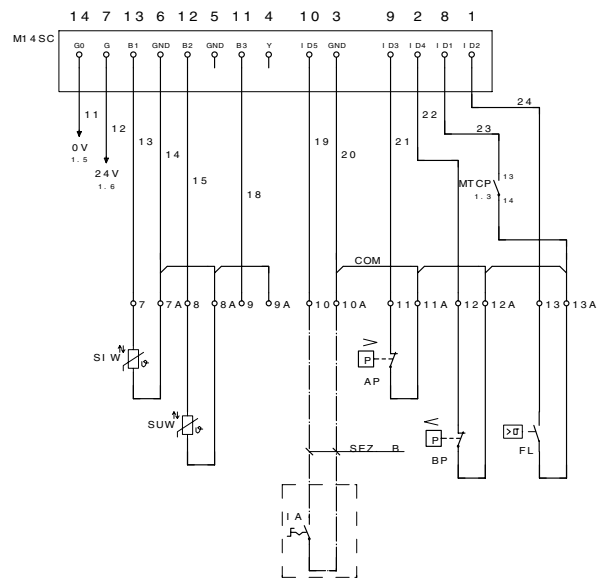 14 7 13 6 12 5 11 4 10 3 9 2 8 1
M14SC
G0 G B1 GND B2 GND B3 Y ID5 GND ID3 ID4 ID1 ID2
11
12
13
14
15
18
19
20
21
22
23
24
0V
1.5
24V
1.6
MTCP
1.3
13
14
COM
7 7A 8 8A 9 9A 10 10A 11 11A 12 12A 13 13A
SIW
SUW
>
P
AP
<
P
BP
>
FL
SEZ B
IA